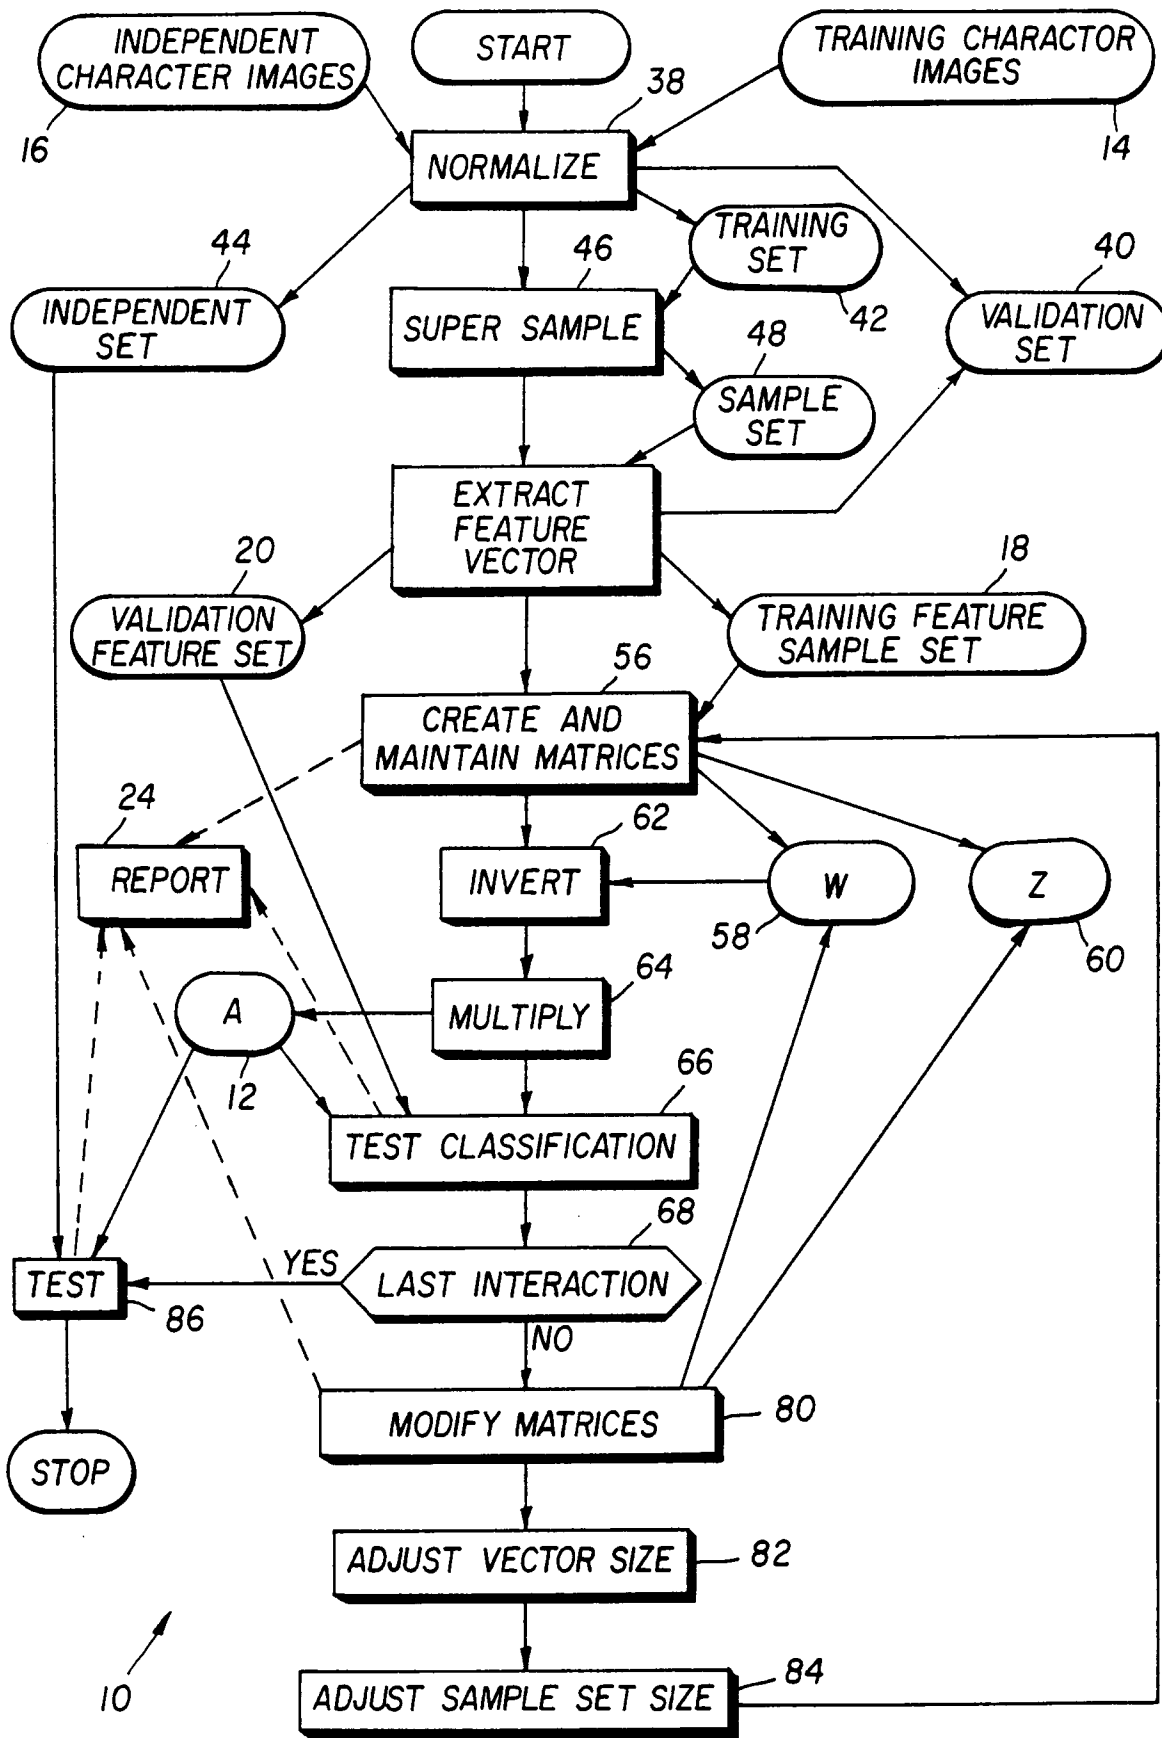 INDEPENDENT
CHARACTER IMAGES
16
START
TRAINING CHARACTOR
IMAGES
14
38
NORMALIZE
44
INDEPENDENT
SET
46
SUPER SAMPLE
TRAINING
SET
42
40
VALIDATION
SET
48
SAMPLE
SET
EXTRACT
FEATURE
VECTOR
20
VALIDATION
FEATURE SET
18
TRAINING FEATURE
SAMPLE SET
56
CREATE AND
MAINTAIN MATRICES
24
REPORT
62
INVERT
W
58
Z
60
64
MULTIPLY
A
12
66
TEST CLASSIFICATION
68
LAST INTERACTION
YES
NO
TEST
86
STOP
MODIFY MATRICES
80
ADJUST VECTOR SIZE
82
ADJUST SAMPLE SET SIZE
84
10